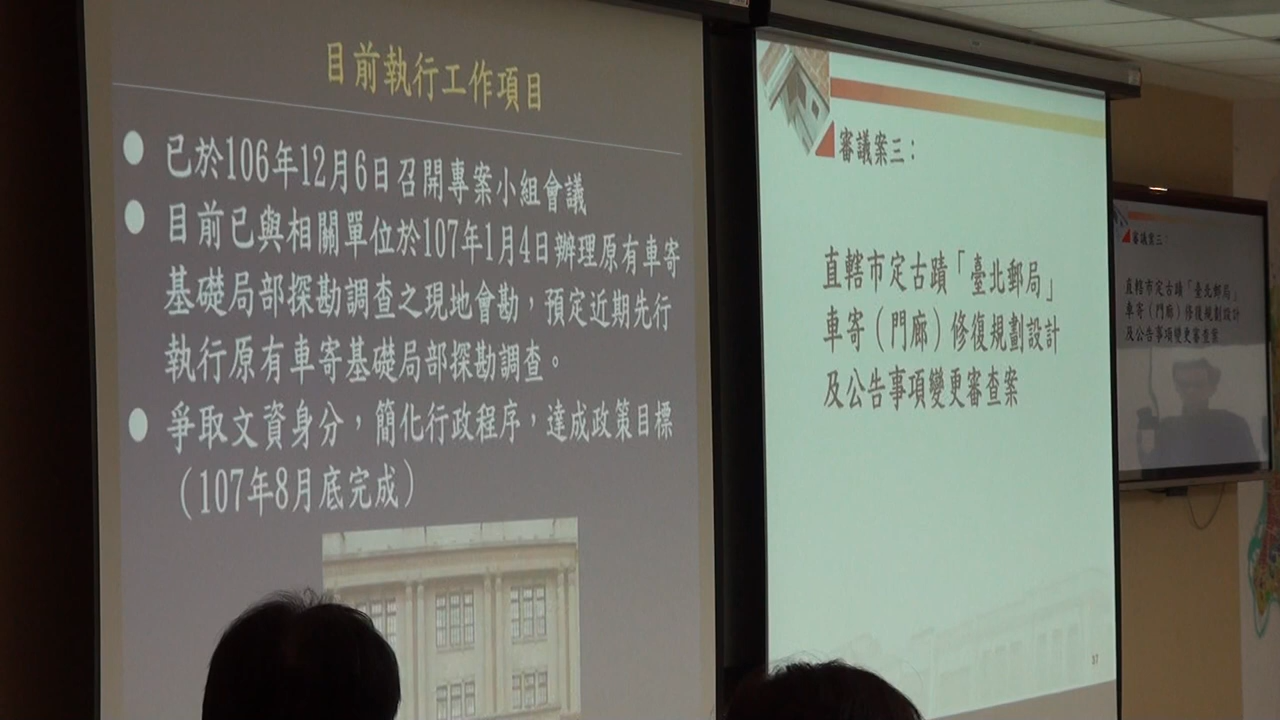 目前執行工作項目
● 已於106年12月6日召開專案小組會議
● 目前已與相關單位於107年1月4日辦理原有車寄
基礎局部探勘調查之現地會勘，預定近期先行
執行原有車寄基礎局部探勘調查。
● 爭取文資身分，簡化行政程序，達成政策目標
（107年8月底完成）
審議案三：
直轄市定古蹟「臺北郵局」
車寄（門廊）修復規劃設計
及公告事項變更審查案
37
審議案三：
直轄市定古蹟「臺北郵局」
車寄（門廊）修復規劃設計
及公告事項變更審查案